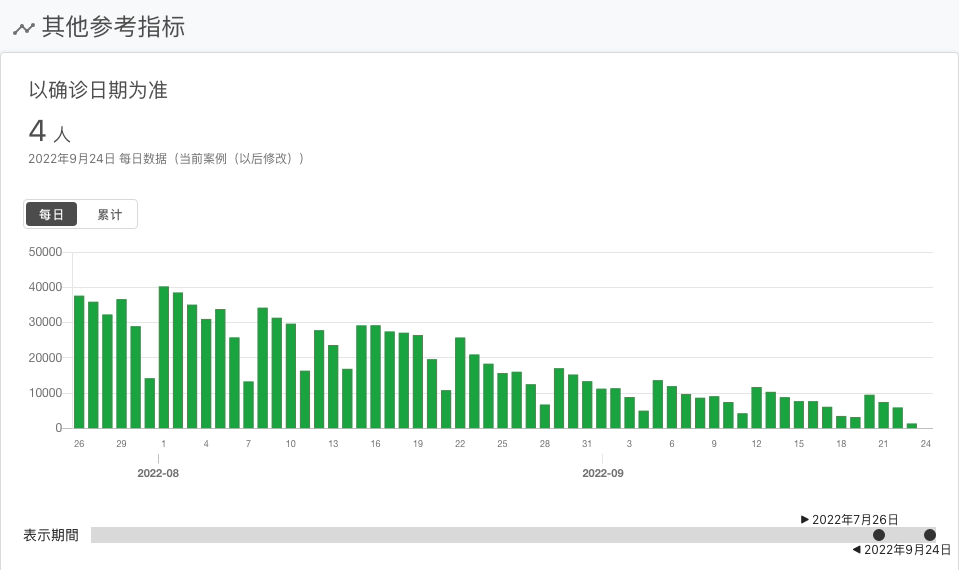 其他参考指标
以确诊日期为准
4 人
2022年9月24日 每日数据（当前案例（以后修改））
每日 累计
50000
40000
30000
20000
10000
0
26 29 1 4 7 10 13 16 19 22 25 28 31 3 6 9 12 15 18 21 24
2022-08 2022-09
2022年7月26日
表示期間
2022年9月24日